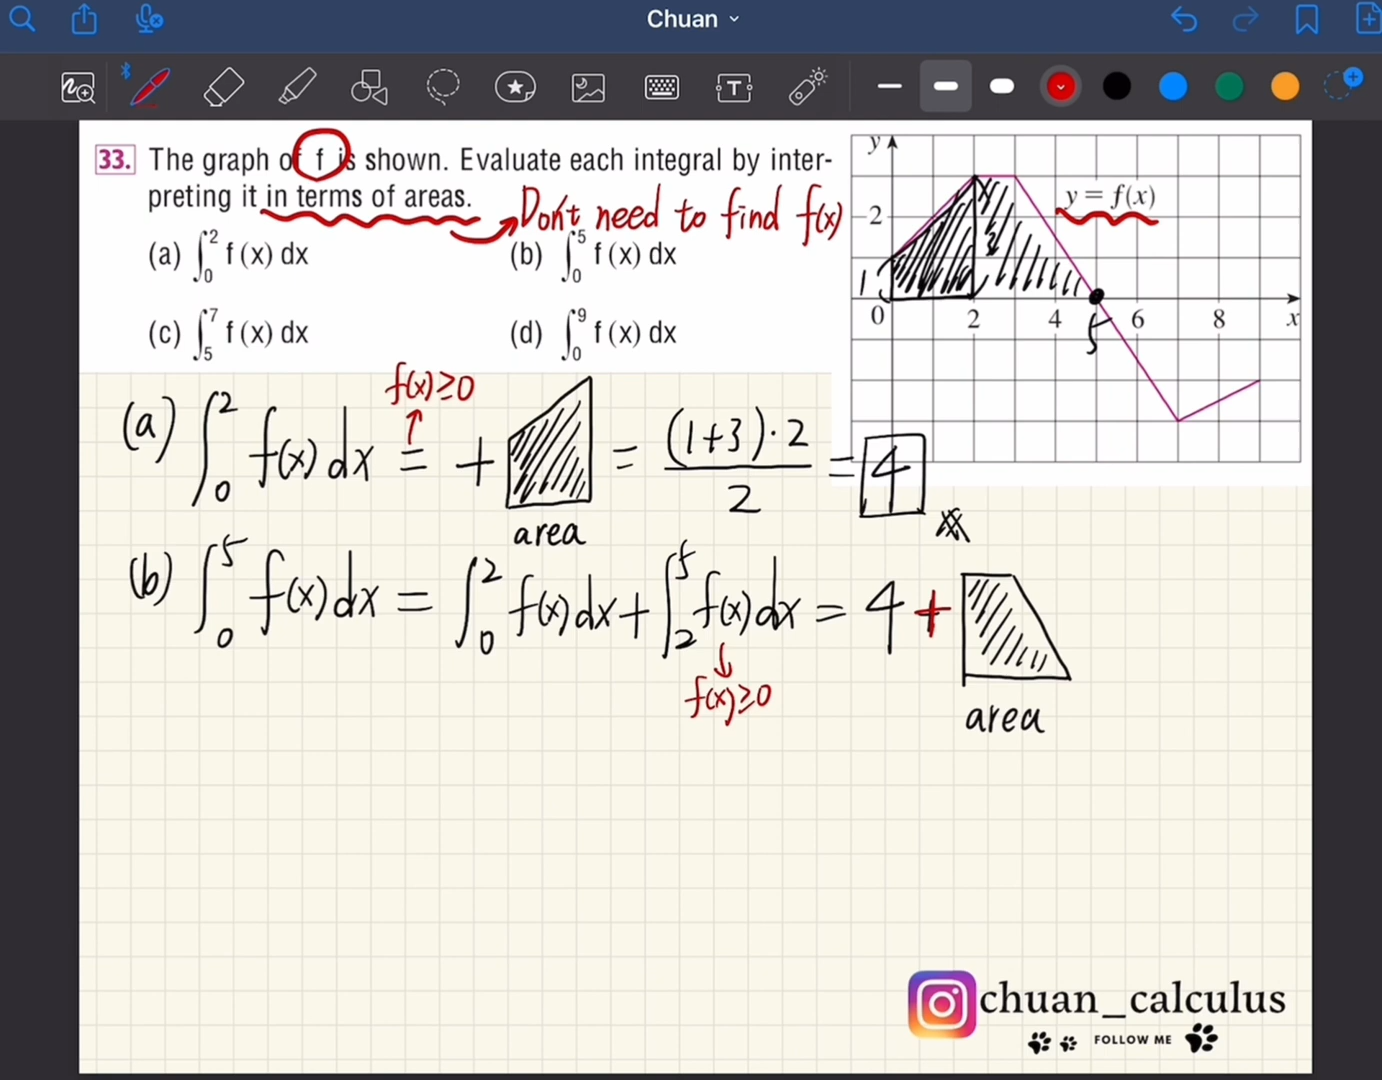 Chuan
33. The graph of f is shown. Evaluate each integral by inter-
preting it in terms of areas.
Don't need to find f(x)
(a) ∫₀² f(x) dx
(b) ∫₀⁵ f(x) dx
(c) ∫₅⁷ f(x) dx
(d) ∫₀⁹ f(x) dx
y
2
1
3
y = f(x)
0 2 4 6 8 x
5
f(x)≥0
(a) ∫₀² f(x) dx = + = (1+3)·2 / 2 = 4
area
(b) ∫₀⁵ f(x)dx = ∫₀² f(x)dx + ∫₂⁵ f(x)dx = 4 +
f(x)≥0
area
chuan_calculus
FOLLOW ME